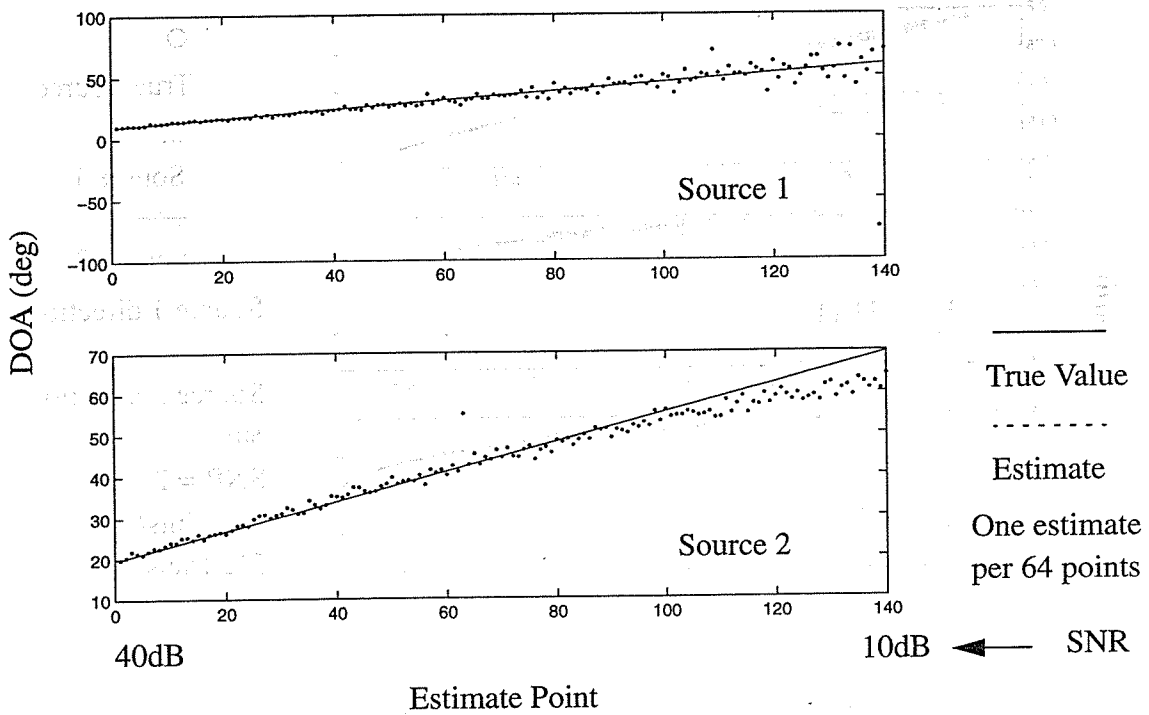 100
50
0
−50
−100
0 20 40 60 80 100 120 140
Source 1
DOA (deg)
70
60
50
40
30
20
10
0 20 40 60 80 100 120 140
Source 2
True Value
Estimate
One estimate
per 64 points
40dB
10dB
SNR
Estimate Point